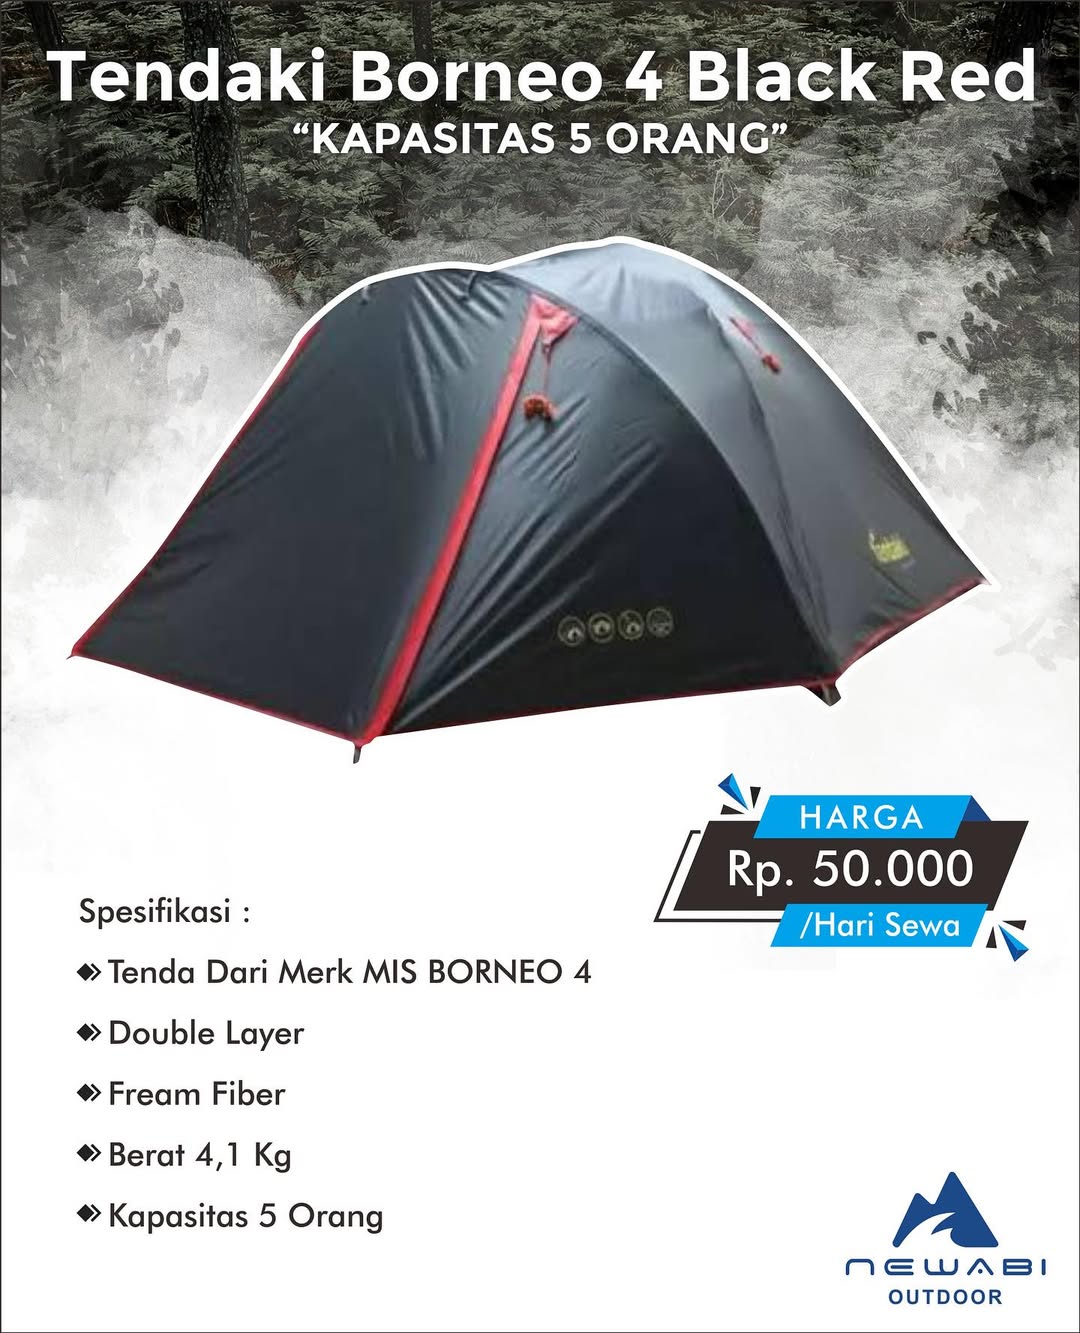 Tendaki Borneo 4 Black Red
“KAPASITAS 5 ORANG”
HARGA
Rp. 50.000
/Hari Sewa
Spesifikasi :
Tenda Dari Merk MIS BORNEO 4
Double Layer
Fream Fiber
Berat 4,1 Kg
Kapasitas 5 Orang
NEWABI
OUTDOOR